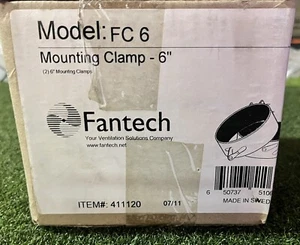 Model: FC 6
Mounting Clamp - 6"
(2) 6" Mounting Clamps
Fantech
Your Ventilation Solutions Company
www.fantech.net
6 50737
MADE IN SWEDEN
ITEM#: 411120 07/11